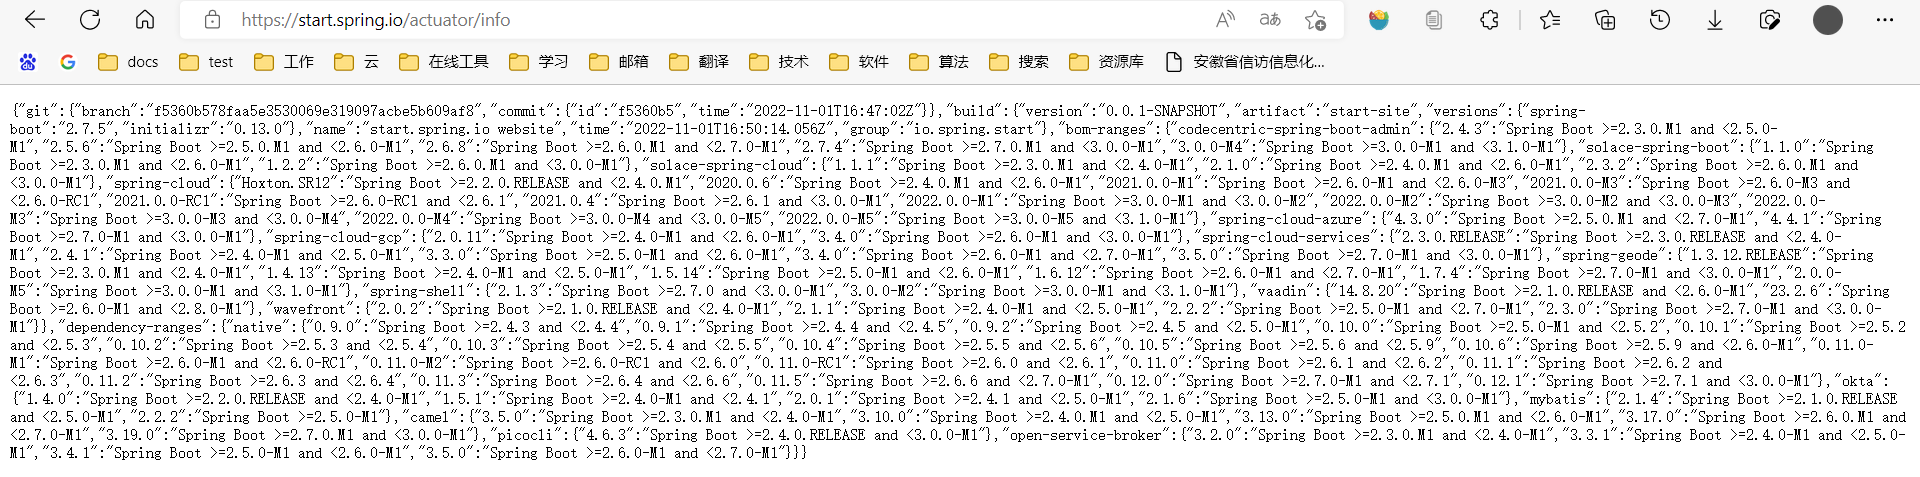 https://start.spring.io/actuator/info
docs test 工作 云 在线工具 学习 邮箱 翻译 技术 软件 算法 搜索 资源库 安徽省信访信息化...
{"git":{"branch":"f5360b578faa5e3530069e319097acbe5b609af8","commit":{"id":"f5360b5","time":"2022-11-01T16:47:02Z"}},"build":{"version":"0.0.1-SNAPSHOT","artifact":"start-site","versions":{"spring-
boot":"2.7.5","initializr":"0.13.0"},"name":"start.spring.io website","time":"2022-11-01T16:50:14.056Z","group":"io.spring.start"},"bom-ranges":{"codecentric-spring-boot-admin":{"2.4.3":"Spring Boot >=2.3.0.M1 and <2.5.0-
M1","2.5.6":"Spring Boot >=2.5.0.M1 and <2.6.0-M1","2.6.8":"Spring Boot >=2.6.0.M1 and <2.7.0-M1","2.7.4":"Spring Boot >=2.7.0.M1 and <3.0.0-M1","3.0.0-M4":"Spring Boot >=3.0.0-M1 and <3.1.0-M1"},"solace-spring-boot":{"1.1.0":"Spring
Boot >=2.3.0.M1 and <2.6.0-M1","1.2.2":"Spring Boot >=2.6.0.M1 and <3.0.0-M1"},"solace-spring-cloud":{"1.1.1":"Spring Boot >=2.3.0.M1 and <2.4.0-M1","2.1.0":"Spring Boot >=2.4.0.M1 and <2.6.0-M1","2.3.2":"Spring Boot >=2.6.0.M1 and
<3.0.0-M1"},"spring-cloud":{"Hoxton.SR12":"Spring Boot >=2.2.0.RELEASE and <2.4.0.M1","2020.0.6":"Spring Boot >=2.4.0.M1 and <2.6.0-M1","2021.0.0-M1":"Spring Boot >=2.6.0-M1 and <2.6.0-M3","2021.0.0-M3":"Spring Boot >=2.6.0-M3 and
<2.6.0-RC1","2021.0.0-RC1":"Spring Boot >=2.6.0-RC1 and <2.6.1","2021.0.4":"Spring Boot >=2.6.1 and <3.0.0-M1","2022.0.0-M1":"Spring Boot >=3.0.0-M1 and <3.0.0-M2","2022.0.0-M2":"Spring Boot >=3.0.0-M2 and <3.0.0-M3","2022.0.0-
M3":"Spring Boot >=3.0.0-M3 and <3.0.0-M4","2022.0.0-M4":"Spring Boot >=3.0.0-M4 and <3.0.0-M5","2022.0.0-M5":"Spring Boot >=3.0.0-M5 and <3.1.0-M1"},"spring-cloud-azure":{"4.3.0":"Spring Boot >=2.5.0.M1 and <2.7.0-M1","4.4.1":"Spring
Boot >=2.7.0-M1 and <3.0.0-M1"},"spring-cloud-gcp":{"2.0.11":"Spring Boot >=2.4.0-M1 and <2.6.0-M1","3.4.0":"Spring Boot >=2.6.0-M1 and <3.0.0-M1"},"spring-cloud-services":{"2.3.0.RELEASE":"Spring Boot >=2.3.0.RELEASE and <2.4.0-
M1","2.4.1":"Spring Boot >=2.4.0-M1 and <2.5.0-M1","3.3.0":"Spring Boot >=2.5.0-M1 and <2.6.0-M1","3.4.0":"Spring Boot >=2.6.0-M1 and <2.7.0-M1","3.5.0":"Spring Boot >=2.7.0-M1 and <3.0.0-M1"},"spring-geode":{"1.3.12.RELEASE":"Spring
Boot >=2.3.0.M1 and <2.4.0-M1","1.4.13":"Spring Boot >=2.4.0-M1 and <2.5.0-M1","1.5.14":"Spring Boot >=2.5.0-M1 and <2.6.0-M1","1.6.12":"Spring Boot >=2.6.0-M1 and <2.7.0-M1","1.7.4":"Spring Boot >=2.7.0-M1 and <3.0.0-M1","2.0.0-
M5":"Spring Boot >=3.0.0-M1 and <3.1.0-M1"},"spring-shell":{"2.1.3":"Spring Boot >=2.7.0 and <3.0.0-M1","3.0.0-M2":"Spring Boot >=3.0.0-M1 and <3.1.0-M1"},"vaadin":{"14.8.20":"Spring Boot >=2.1.0.RELEASE and <2.6.0-M1","23.2.6":"Spring
Boot >=2.6.0-M1 and <2.8.0-M1"},"wavefront":{"2.0.2":"Spring Boot >=2.1.0.RELEASE and <2.4.0-M1","2.1.1":"Spring Boot >=2.4.0-M1 and <2.5.0-M1","2.2.2":"Spring Boot >=2.5.0-M1 and <2.7.0-M1","2.3.0":"Spring Boot >=2.7.0-M1 and <3.0.0-
M1"}},"dependency-ranges":{"native":{"0.9.0":"Spring Boot >=2.4.3 and <2.4.4","0.9.1":"Spring Boot >=2.4.4 and <2.4.5","0.9.2":"Spring Boot >=2.4.5 and <2.5.0-M1","0.10.0":"Spring Boot >=2.5.0-M1 and <2.5.2","0.10.1":"Spring Boot >=2.5.2
and <2.5.3","0.10.2":"Spring Boot >=2.5.3 and <2.5.4","0.10.3":"Spring Boot >=2.5.4 and <2.5.5","0.10.4":"Spring Boot >=2.5.5 and <2.5.6","0.10.5":"Spring Boot >=2.5.6 and <2.5.9","0.10.6":"Spring Boot >=2.5.9 and <2.6.0-M1","0.11.0-
M1":"Spring Boot >=2.6.0-M1 and <2.6.0-RC1","0.11.0-M2":"Spring Boot >=2.6.0-RC1 and <2.6.0","0.11.0-RC1":"Spring Boot >=2.6.0 and <2.6.1","0.11.0":"Spring Boot >=2.6.1 and <2.6.2","0.11.1":"Spring Boot >=2.6.2 and
<2.6.3","0.11.2":"Spring Boot >=2.6.3 and <2.6.4","0.11.3":"Spring Boot >=2.6.4 and <2.6.6","0.11.5":"Spring Boot >=2.6.6 and <2.7.0-M1","0.12.0":"Spring Boot >=2.7.0-M1 and <2.7.1","0.12.1":"Spring Boot >=2.7.1 and <3.0.0-M1"},"okta":
{"1.4.0":"Spring Boot >=2.2.0.RELEASE and <2.4.0-M1","1.5.1":"Spring Boot >=2.4.0-M1 and <2.4.1","2.0.1":"Spring Boot >=2.4.1 and <2.5.0-M1","2.1.6":"Spring Boot >=2.5.0-M1 and <3.0.0-M1"},"mybatis":{"2.1.4":"Spring Boot >=2.1.0.RELEASE
and <2.5.0-M1","2.2.2":"Spring Boot >=2.5.0-M1"},"camel":{"3.5.0":"Spring Boot >=2.3.0.M1 and <2.4.0-M1","3.10.0":"Spring Boot >=2.4.0.M1 and <2.5.0-M1","3.13.0":"Spring Boot >=2.5.0.M1 and <2.6.0-M1","3.17.0":"Spring Boot >=2.6.0.M1 and
<2.7.0-M1","3.19.0":"Spring Boot >=2.7.0.M1 and <3.0.0-M1"},"picocli":{"4.6.3":"Spring Boot >=2.4.0.RELEASE and <3.0.0-M1"},"open-service-broker":{"3.2.0":"Spring Boot >=2.3.0.M1 and <2.4.0-M1","3.3.1":"Spring Boot >=2.4.0-M1 and <2.5.0-
M1","3.4.1":"Spring Boot >=2.5.0-M1 and <2.6.0-M1","3.5.0":"Spring Boot >=2.6.0-M1 and <2.7.0-M1"}}}